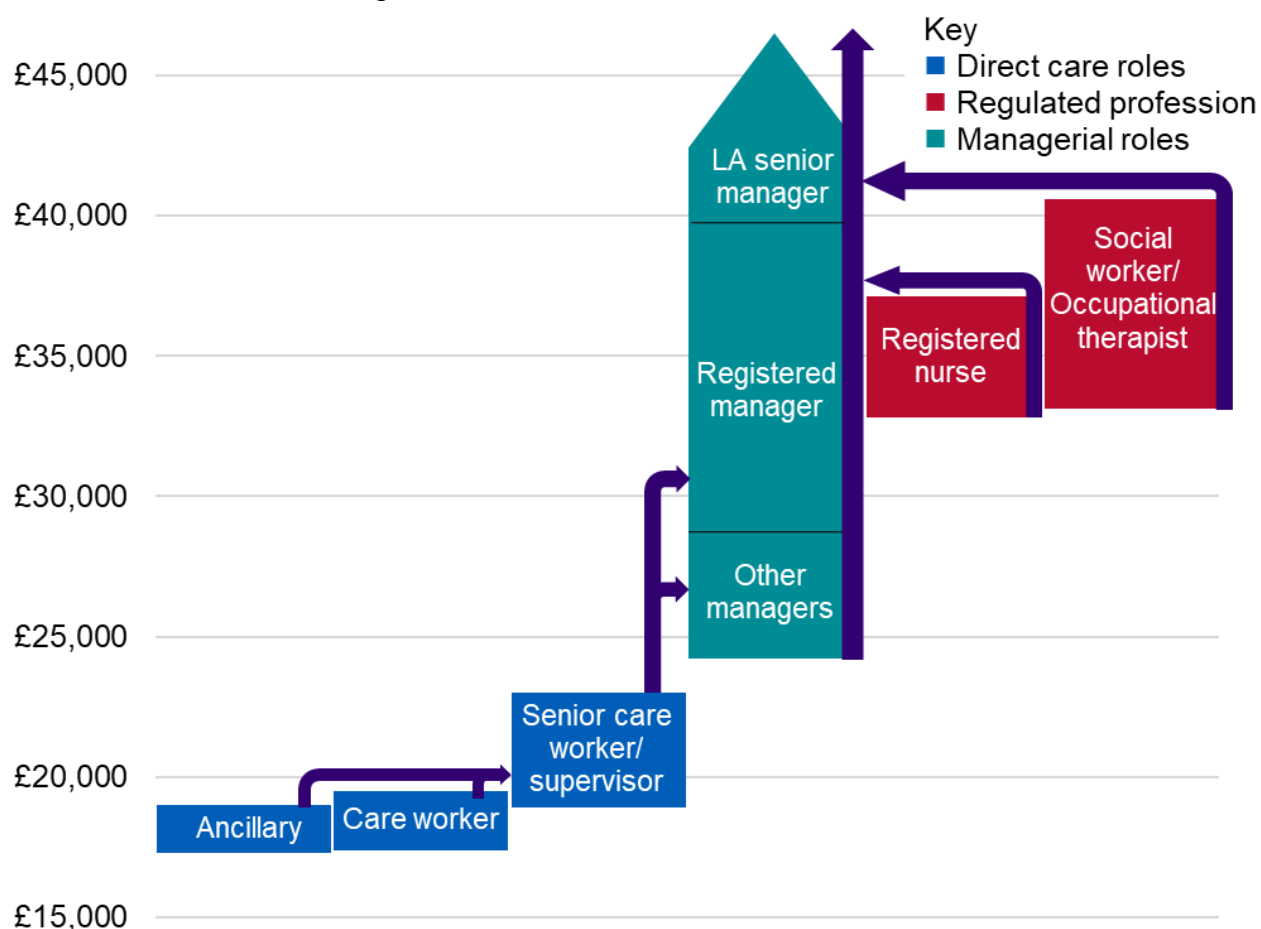 Key
Direct care roles
Regulated profession
Managerial roles
£45,000
£40,000
£35,000
£30,000
£25,000
£20,000
£15,000
LA senior
manager
Registered
manager
Other
managers
Registered
nurse
Social
worker/
Occupational
therapist
Senior care
worker/
supervisor
Ancillary
Care worker